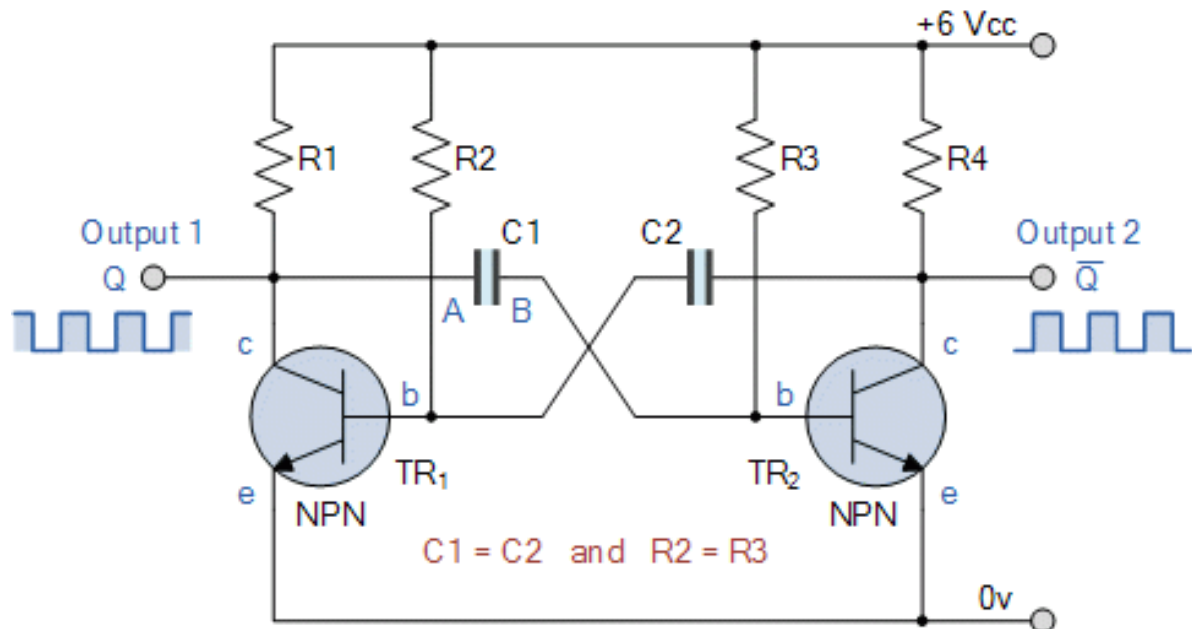 +6 Vcc
R1
R2
R3
R4
Output 1
C1
C2
Output 2
Q
A
B
Q̅
c
c
b
b
TR₁
TR₂
e
e
NPN
NPN
C1 = C2 and R2 = R3
0v